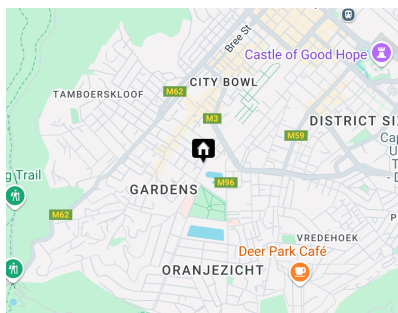 Bree St
Castle of Good Hope
CITY BOWL
M62
TAMBOERSKLOOF
M3
DISTRICT SI
M59
Cap
U
T
- D
g Trail
M96
GARDENS
M62
P
VREDEHOEK
Deer Park Café
ORANJEZICHT